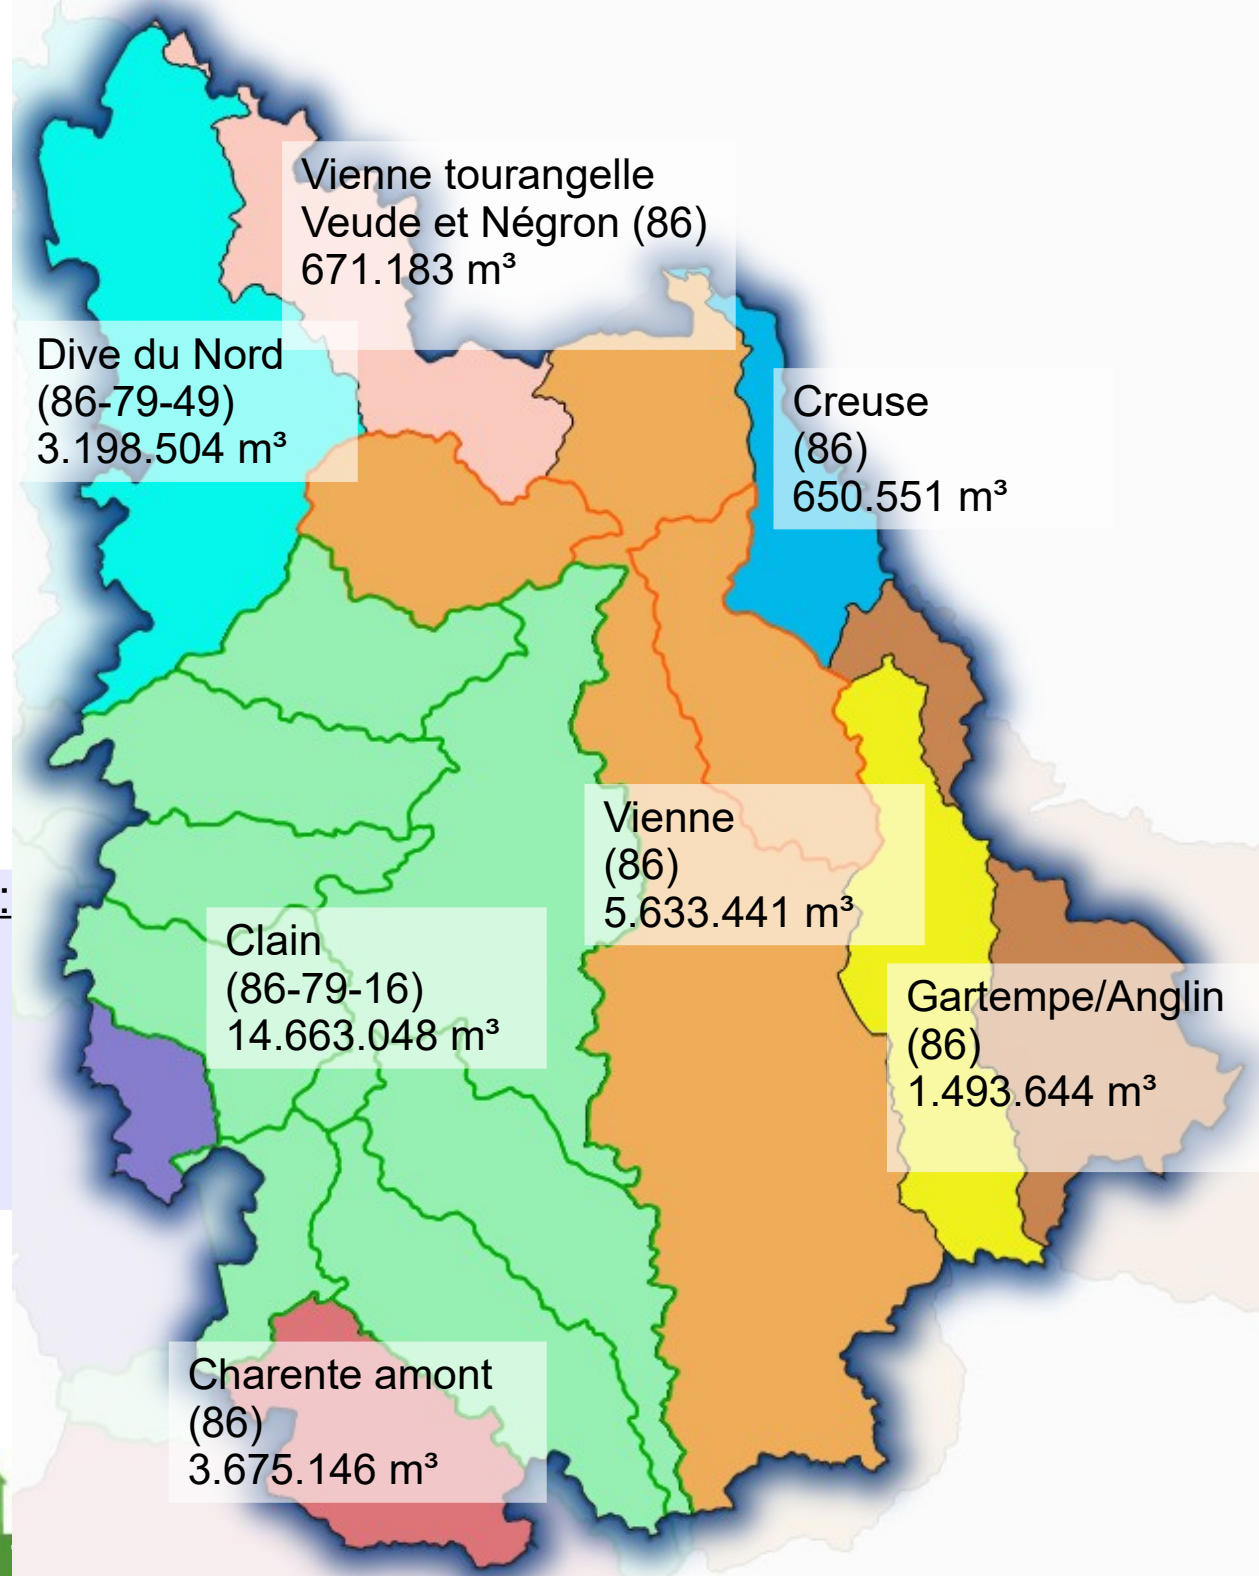 Vienne tourangelle
Veude et Négron (86)
671.183 m³
Dive du Nord
(86-79-49)
3.198.504 m³
Creuse
(86)
650.551 m³
Vienne
(86)
5.633.441 m³
:
Clain
(86-79-16)
14.663.048 m³
Gartempe/Anglin
(86)
1.493.644 m³
Charente amont
(86)
3.675.146 m³